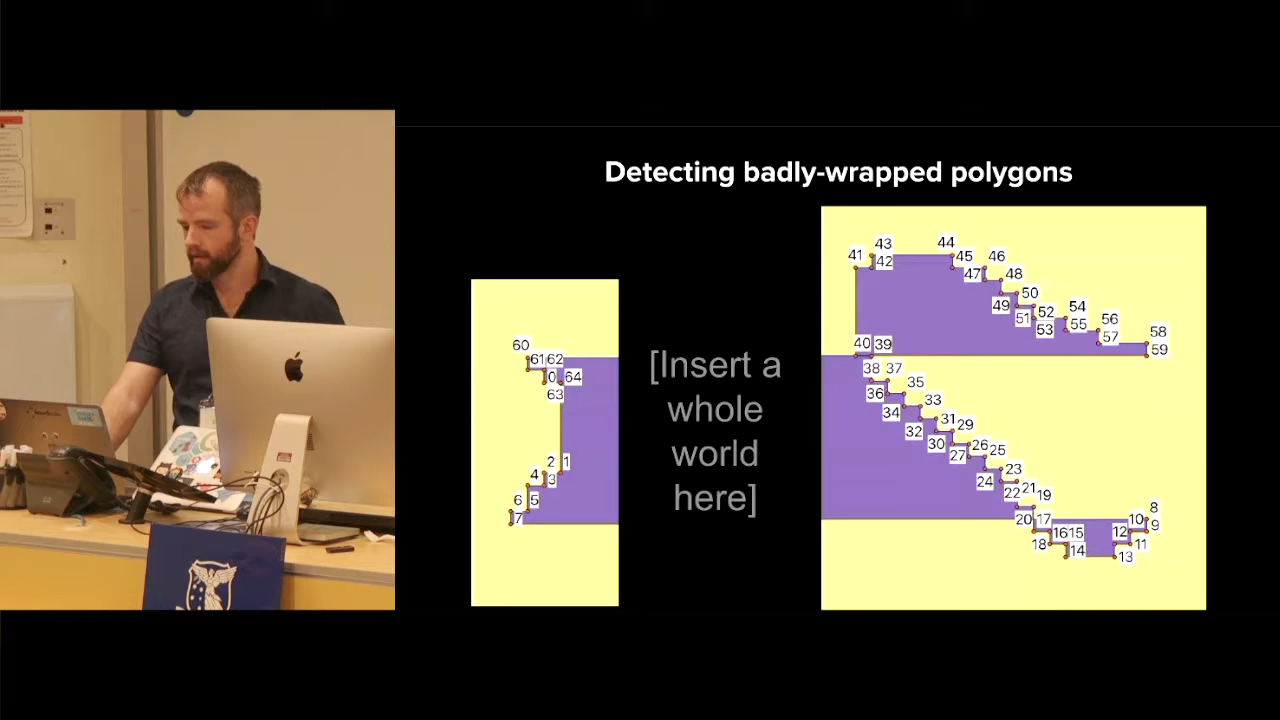 Detecting badly-wrapped polygons
60
61 62
0 64
63
2 1
4 3
6 5
7
[Insert a
whole
world
here]
43 44
41 42 45 46
47 48
49 50
51 52 54
53 55 56
57 58
59
40 39
38 37
36 35
34 33
32 31 29
30 26 25
27
24 23
22 21 19
20 17 10 8
9
18 16 15 12 11
14 13